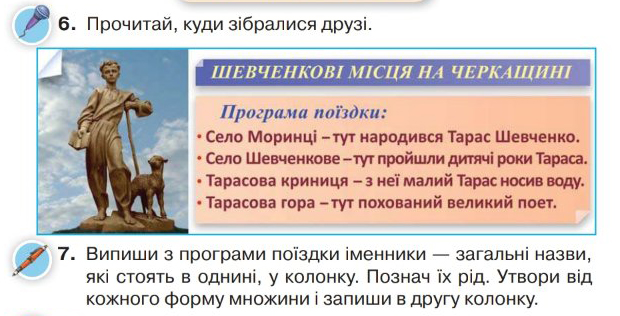 6. Прочитай, куди зібралися друзі.
ШЕВЧЕНКОВІ МІСЦЯ НА ЧЕРКАЩИНІ
Програма поїздки:
• Село Моринці – тут народився Тарас Шевченко.
• Село Шевченкове – тут пройшли дитячі роки Тараса.
• Тарасова криниця – з неї малий Тарас носив воду.
• Тарасова гора – тут похований великий поет.
7. Випиши з програми поїздки іменники — загальні назви,
які стоять в однині, у колонку. Познач їх рід. Утвори від
кожного форму множини і запиши в другу колонку.